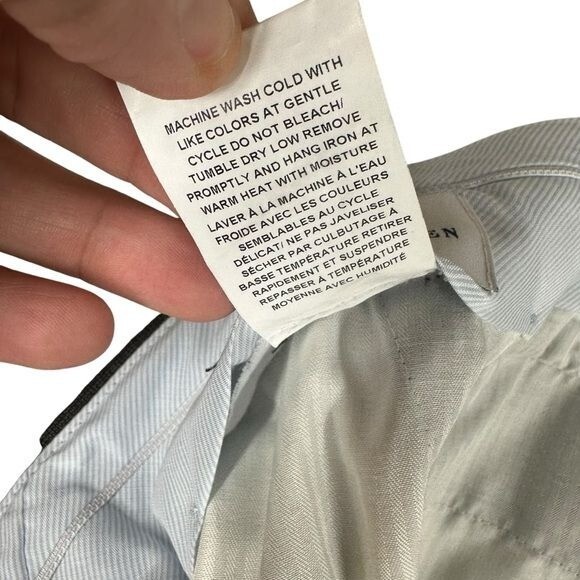 MACHINE WASH COLD WITH
LIKE COLORS AT GENTLE
CYCLE DO NOT BLEACH/
TUMBLE DRY LOW REMOVE
PROMPTLY AND HANG IRON AT
WARM HEAT WITH MOISTURE
LAVER À LA MACHINE À L'EAU
FROIDE AVEC LES COULEURS
SEMBLABLES AU CYCLE
DÉLICAT/ NE PAS JAVELISER
SÉCHER PAR CULBUTAGE À
BASSE TEMPÉRATURE RETIRER
RAPIDEMENT ET SUSPENDRE
REPASSER À TEMPÉRATURE
MOYENNE AVEC HUMIDITÉ